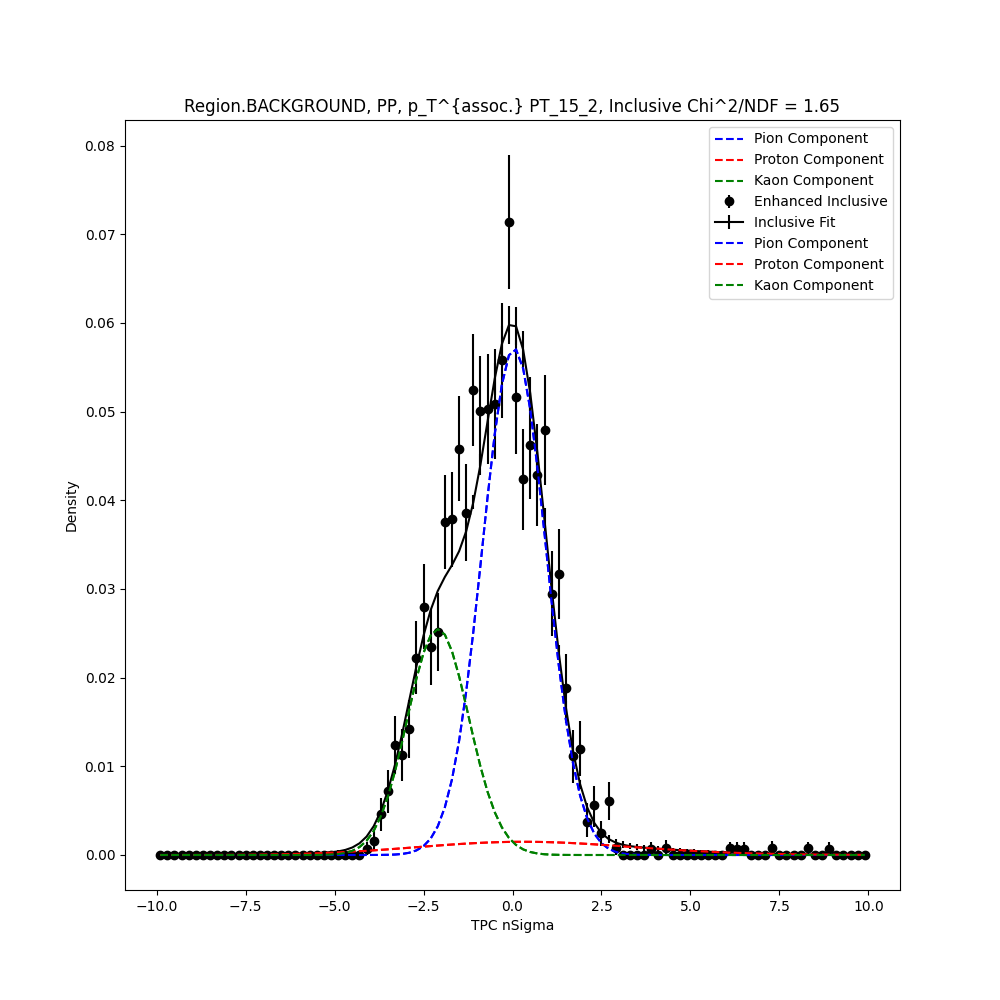 Region.BACKGROUND, PP, p_T^{assoc.} PT_15_2, Inclusive Chi^2/NDF = 1.65
Pion Component
Proton Component
Kaon Component
Enhanced Inclusive
Inclusive Fit
Pion Component
Proton Component
Kaon Component
0.08
0.07
0.06
0.05
0.04
0.03
0.02
0.01
0.00
Density
−10.0 −7.5 −5.0 −2.5 0.0 2.5 5.0 7.5 10.0
TPC nSigma